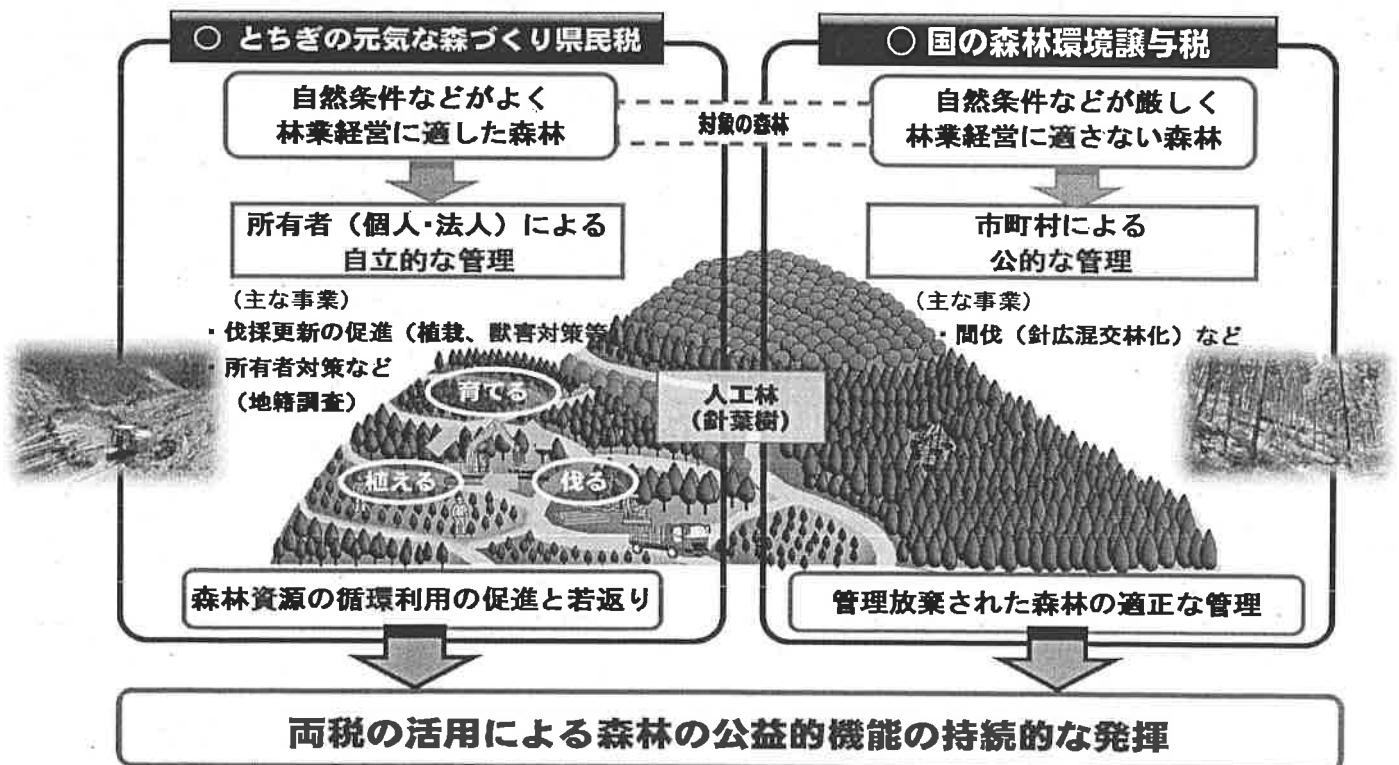 ○ とちぎの元気な森づくり県民税
自然条件などがよく
林業経営に適した森林
所有者（個人・法人）による
自立的な管理
（主な事業）
・伐採更新の促進（植栽、獣害対策等
・所有者対策など
（地籍調査）
育てる
植える
伐る
森林資源の循環利用の促進と若返り
対象の森林
人工林
（針葉樹）
○ 国の森林環境譲与税
自然条件などが厳しく
林業経営に適さない森林
市町村による
公的な管理
（主な事業）
・間伐（針広混交林化）など
管理放棄された森林の適正な管理
両税の活用による森林の公益的機能の持続的な発揮